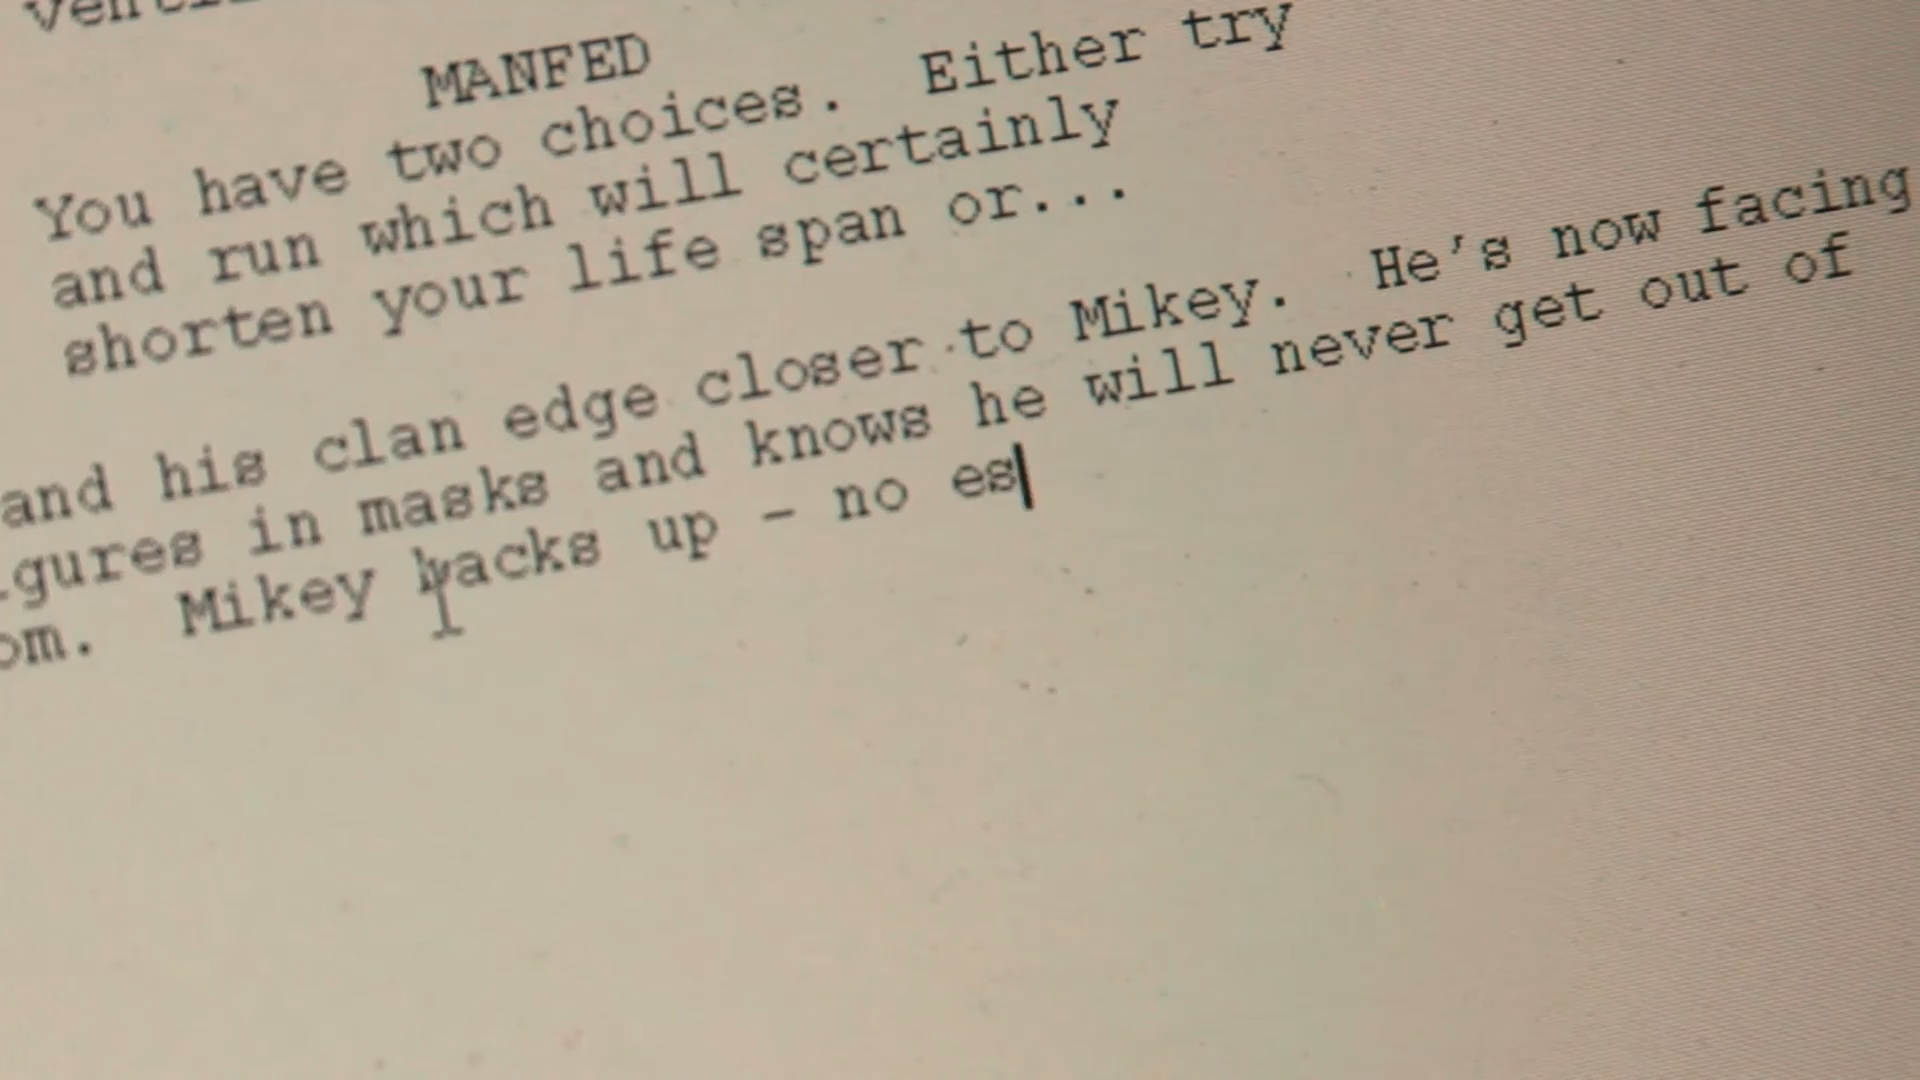 MANFED
You have two choices. Either try
and run which will certainly
shorten your life span or...
and his clan edge closer to Mikey. He's now facing
gures in masks and knows he will never get out of
om. Mikey backs up - no es